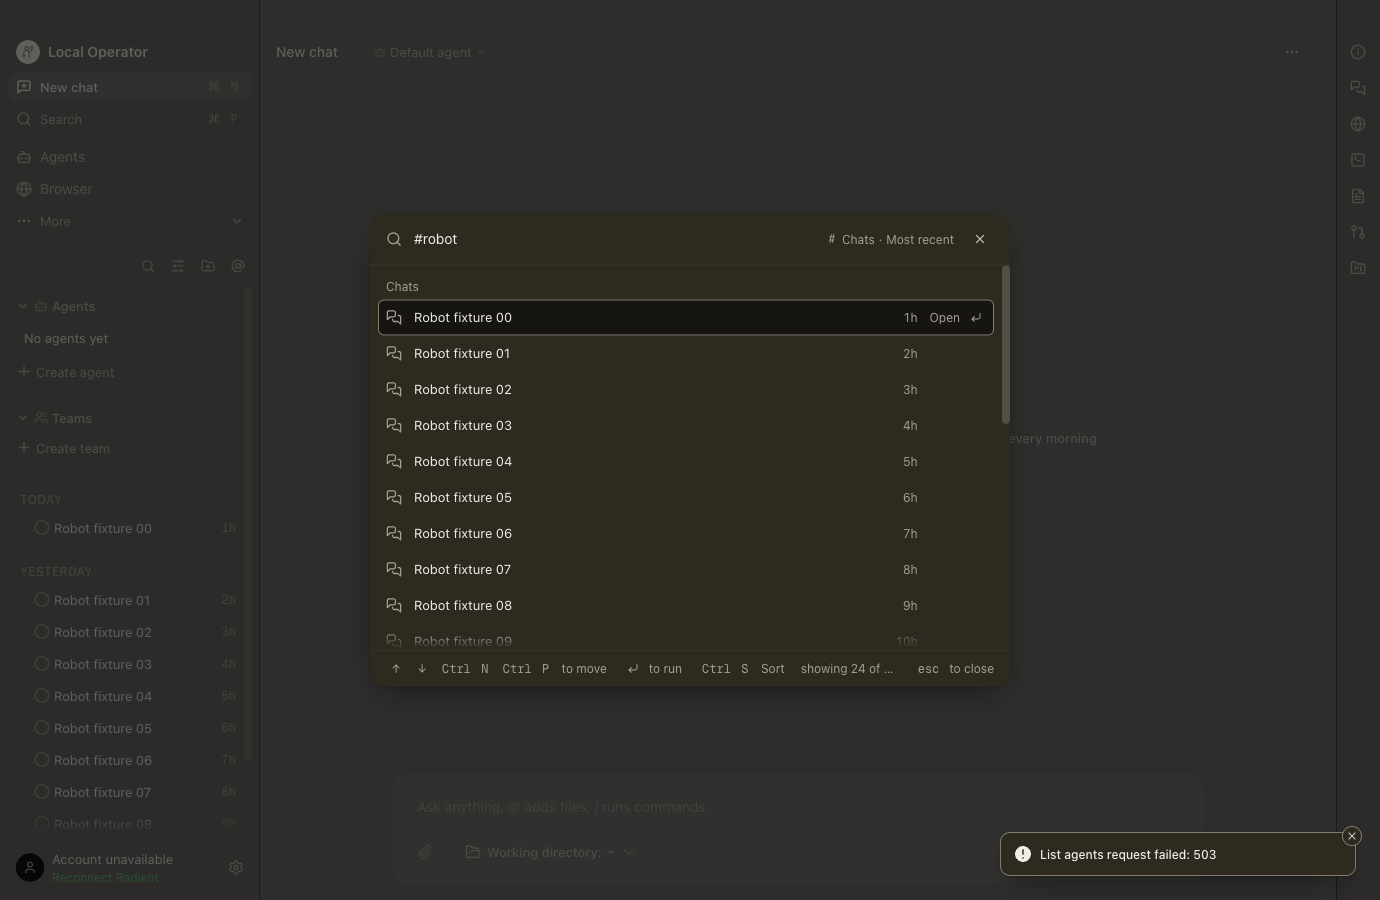 Local Operator
New chat ⌘ N
Search ⌘ P
Agents
Browser
More
Agents
No agents yet
Create agent
Teams
Create team
TODAY
Robot fixture 00 1h
YESTERDAY
Robot fixture 01 2h
Robot fixture 02 3h
Robot fixture 03 4h
Robot fixture 04 5h
Robot fixture 05 6h
Robot fixture 06 7h
Robot fixture 07 8h
Robot fixture 08 9h
Account unavailable
Reconnect Radient
New chat Default agent
#robot # Chats · Most recent
Chats
Robot fixture 00 1h Open ↵
Robot fixture 01 2h
Robot fixture 02 3h
Robot fixture 03 4h
Robot fixture 04 5h
Robot fixture 05 6h
Robot fixture 06 7h
Robot fixture 07 8h
Robot fixture 08 9h
Robot fixture 09 10h
↑ ↓ Ctrl N Ctrl P to move ↵ to run Ctrl S Sort showing 24 of ... esc to close
every morning
Ask anything. @ adds files, / runs commands
Working directory: -
List agents request failed: 503